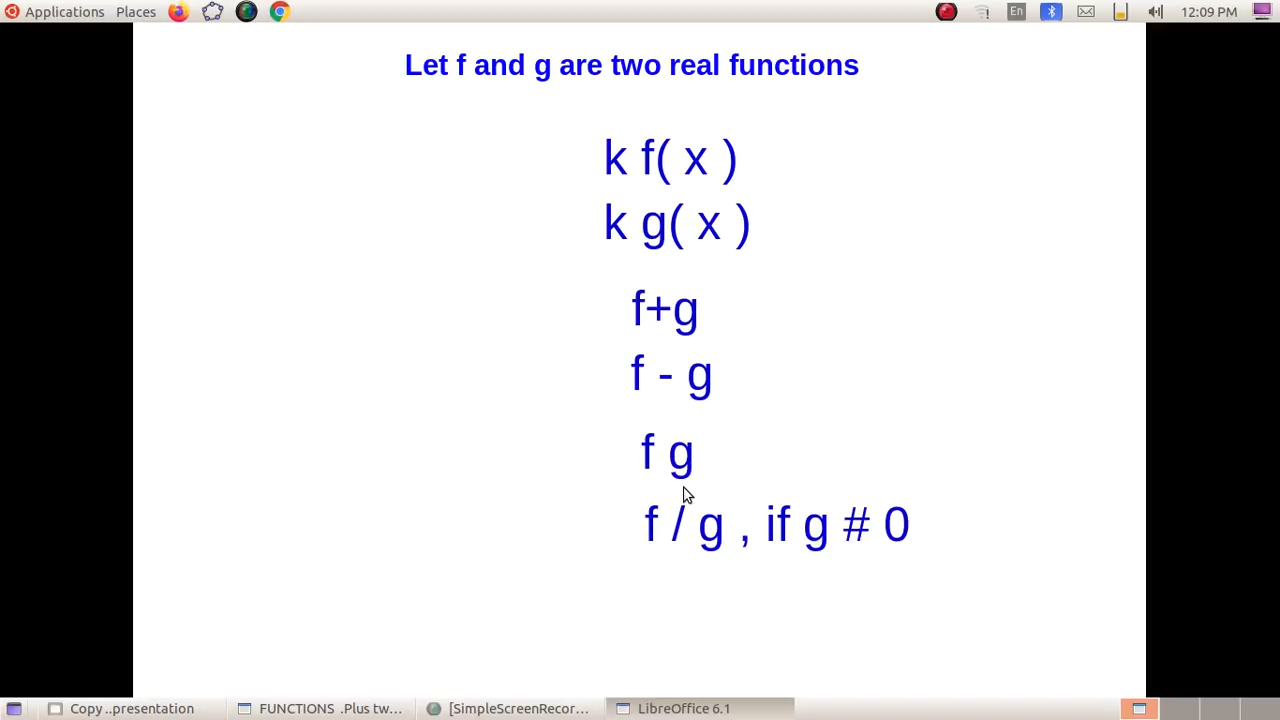 Applications Places En 12:09 PM
Let f and g are two real functions
k f( x )
k g( x )
f+g
f - g
f g
f / g , if g # 0
Copy ..presentation FUNCTIONS .Plus tw... [SimpleScreenRecor... LibreOffice 6.1